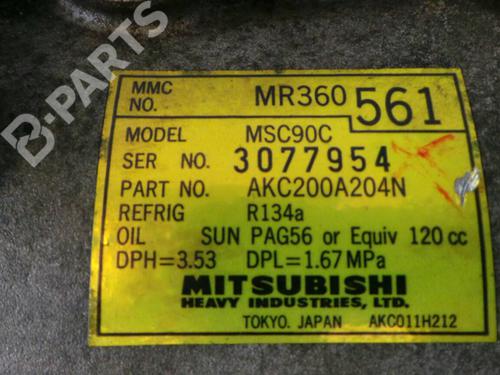 B-PARTS
MMC NO. MR360 561
MODEL MSC90C
SER NO. 3077954
PART NO. AKC200A204N
REFRIG R134a
OIL SUN PAG56 or Equiv 120 cc
DPH=3.53 DPL=1.67 MPa
MITSUBISHI
HEAVY INDUSTRIES, LTD.
TOKYO. JAPAN AKC011H212